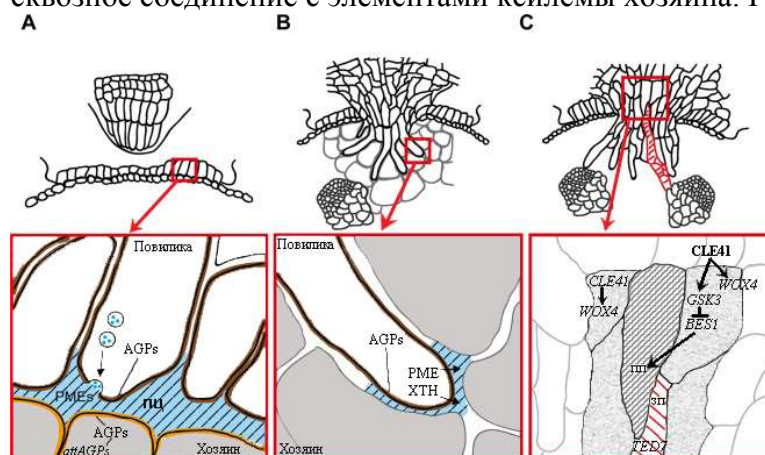 сквозное соединение с элементами ксилемы хозяина. Г
A
B
C
Повилика
AGPs
PMEs
ПЦ
AGPs
attAGPs
Хозяин
Повилика
AGPs
PME
XTH
Хозяин
CLE41
CLE41
WOX4
WOX4
GSK3
BES1
ПП
ЗП
TED7